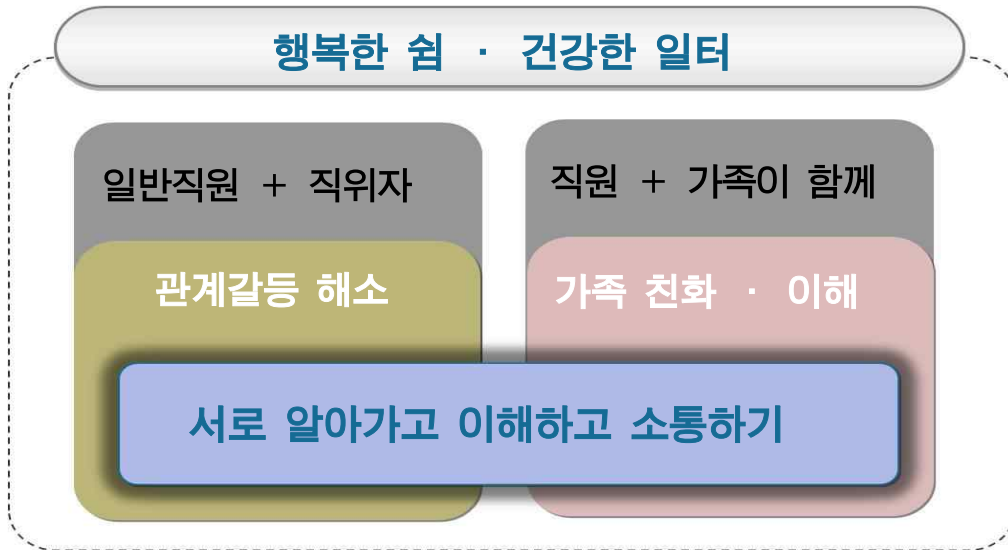 행복한 쉼 · 건강한 일터
일반직원 + 직위자
관계갈등 해소
직원 + 가족이 함께
가족 친화 · 이해
서로 알아가고 이해하고 소통하기